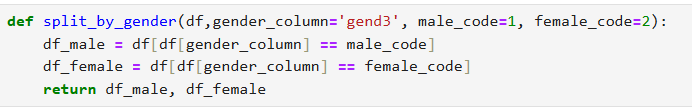 def split_by_gender(df,gender_column='gend3', male_code=1, female_code=2):
    df_male = df[df[gender_column] == male_code]
    df_female = df[df[gender_column] == female_code]
    return df_male, df_female